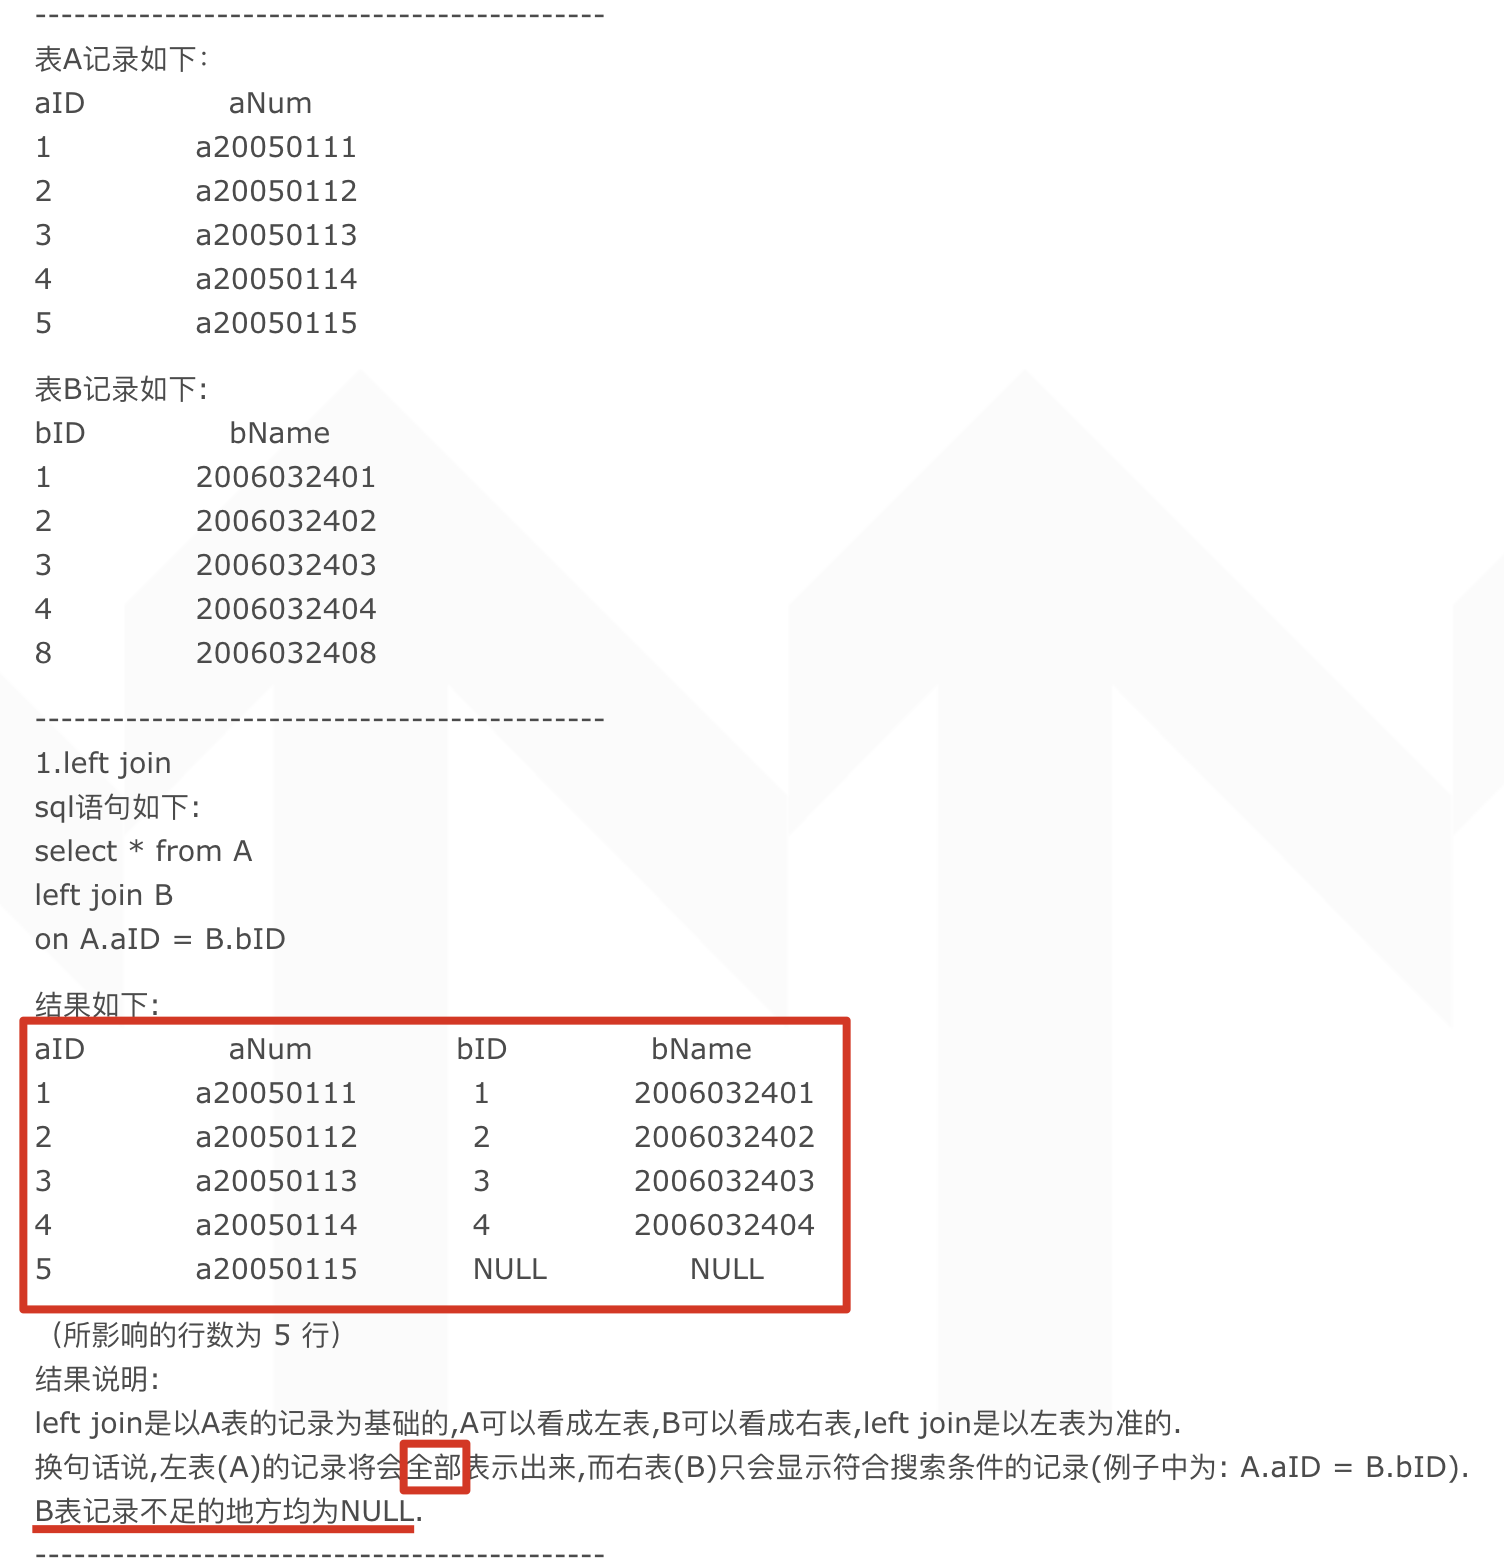 --------------------------------------------
表A记录如下：
aID aNum
1 a20050111
2 a20050112
3 a20050113
4 a20050114
5 a20050115
表B记录如下:
bID bName
1 2006032401
2 2006032402
3 2006032403
4 2006032404
8 2006032408
--------------------------------------------
1.left join
sql语句如下:
select * from A
left join B
on A.aID = B.bID
结果如下:
aID aNum bID bName
1 a20050111 1 2006032401
2 a20050112 2 2006032402
3 a20050113 3 2006032403
4 a20050114 4 2006032404
5 a20050115 NULL NULL
（所影响的行数为 5 行）
结果说明:
left join是以A表的记录为基础的,A可以看成左表,B可以看成右表,left join是以左表为准的.
换句话说,左表(A)的记录将会全部表示出来,而右表(B)只会显示符合搜索条件的记录(例子中为: A.aID = B.bID).
B表记录不足的地方均为NULL.
--------------------------------------------